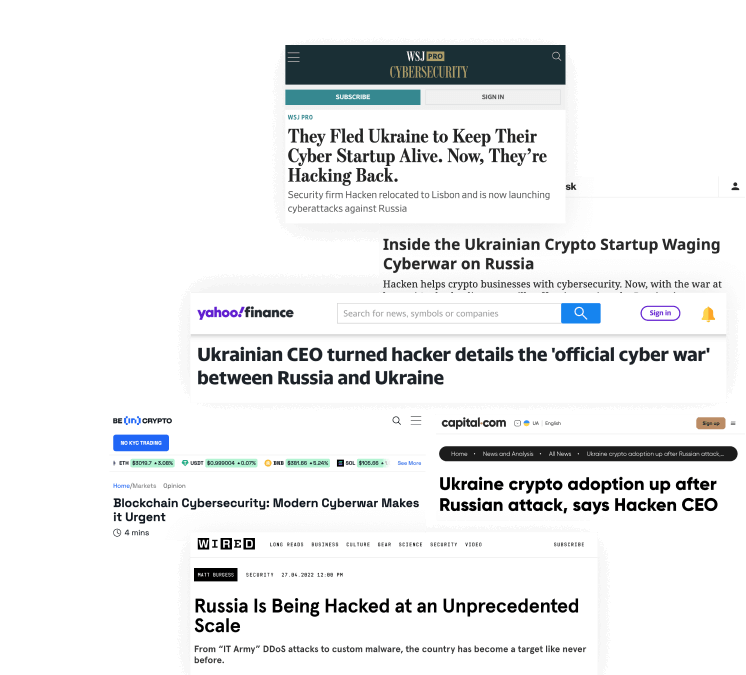 WSJ PRO
CYBERSECURITY
SUBSCRIBE
SIGN IN
WSJ PRO
They Fled Ukraine to Keep Their
Cyber Startup Alive. Now, They're
Hacking Back.
Security firm Hacken relocated to Lisbon and is now launching
cyberattacks against Russia
sk
Inside the Ukrainian Crypto Startup Waging
Cyberwar on Russia
Hacken helps crypto businesses with cybersecurity. Now, with the war at
yahoo!finance
Search for news, symbols or companies
Sign in
Ukrainian CEO turned hacker details the 'official cyber war'
between Russia and Ukraine
BE [IN] CRYPTO
NO KYC TRADING
ETH $3019.7 +3.08% USDT $0.999004 +0.07% BNB $381.66 +5.24% SOL $105.66
See More
Home/Markets Opinion
Blockchain Cybersecurity: Modern Cyberwar Makes
it Urgent
4 mins
capital.com
UA English
Sign up
Home • News and Analysis • All News • Ukraine crypto adoption up after Russian attack,...
Ukraine crypto adoption up after
Russian attack, says Hacken CEO
WIRED
LONG READS BUSINESS CULTURE GEAR SCIENCE SECURITY VIDEO
SUBSCRIBE
MATT BURGESS SECURITY 27.04.2022 12:00 PM
Russia Is Being Hacked at an Unprecedented
Scale
From “IT Army” DDoS attacks to custom malware, the country has become a target like never
before.